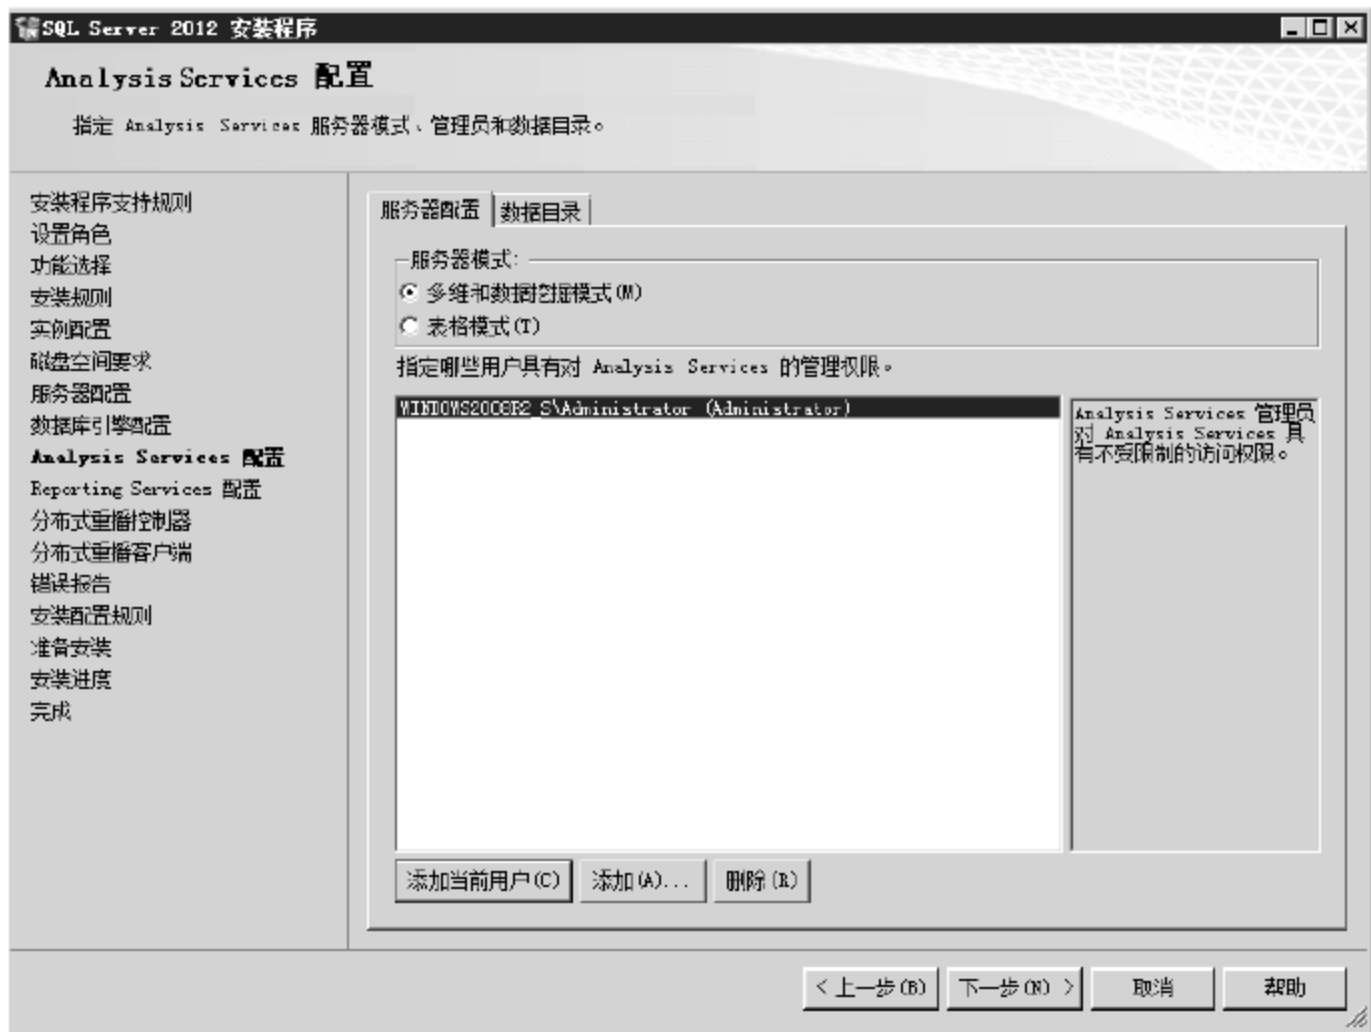 SQL Server 2012 安装程序
Analysis Services 配置
指定 Analysis Services 服务器模式、管理员和数据目录。
安装程序支持规则
设置角色
功能选择
安装规则
实例配置
磁盘空间要求
服务器配置
数据库引擎配置
Analysis Services 配置
Reporting Services 配置
分布式重播控制器
分布式重播客户端
错误报告
安装配置规则
准备安装
安装进度
完成
服务器配置 数据目录
服务器模式:
多维和数据挖掘模式(M)
表格模式(T)
指定哪些用户具有对 Analysis Services 的管理权限。
WINDOWS2008R2_S\Administrator (Administrator)
Analysis Services 管理员
对 Analysis Services 具
有不受限制的访问权限。
添加当前用户(C) 添加(A)... 删除(R)
< 上一步(B) 下一步(N) > 取消 帮助